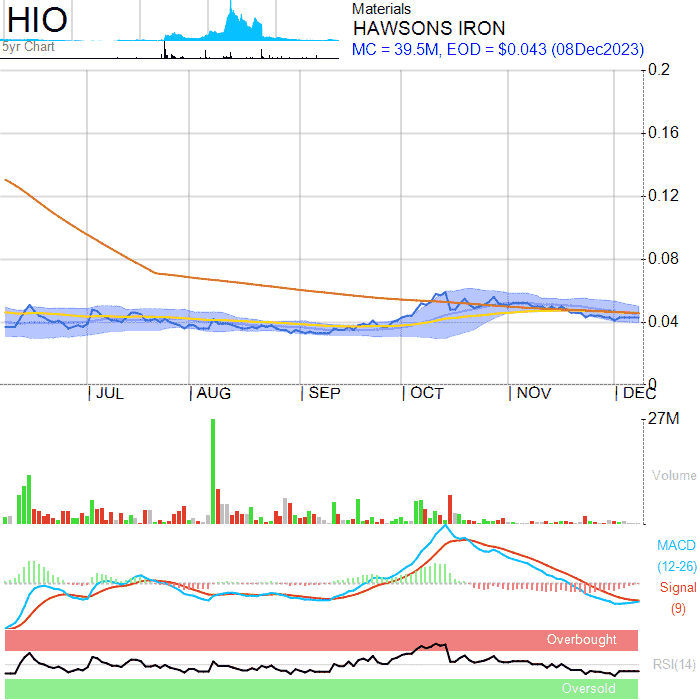 HIO
5yr Chart
Materials
HAWSONS IRON
MC = 39.5M, EOD = $0.043 (08Dec2023)
0.2
0.16
0.12
0.08
0.04
0
JUL AUG SEP OCT NOV DEC
27M
Volume
MACD
(12-26)
Signal
(9)
Overbought
RSI(14)
Oversold